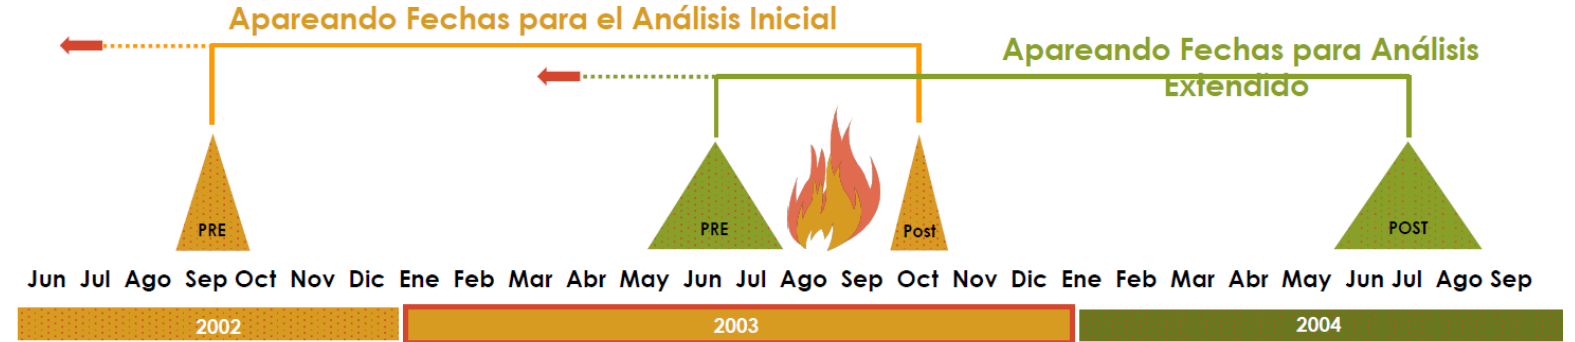 Apareando Fechas para el Análisis Inicial
Apareando Fechas para Análisis
Extendido
PRE
PRE
Post
POST
Jun Jul Ago Sep Oct Nov Dic Ene Feb Mar Abr May Jun Jul Ago Sep Oct Nov Dic Ene Feb Mar Abr May Jun Jul Ago Sep
2002
2003
2004